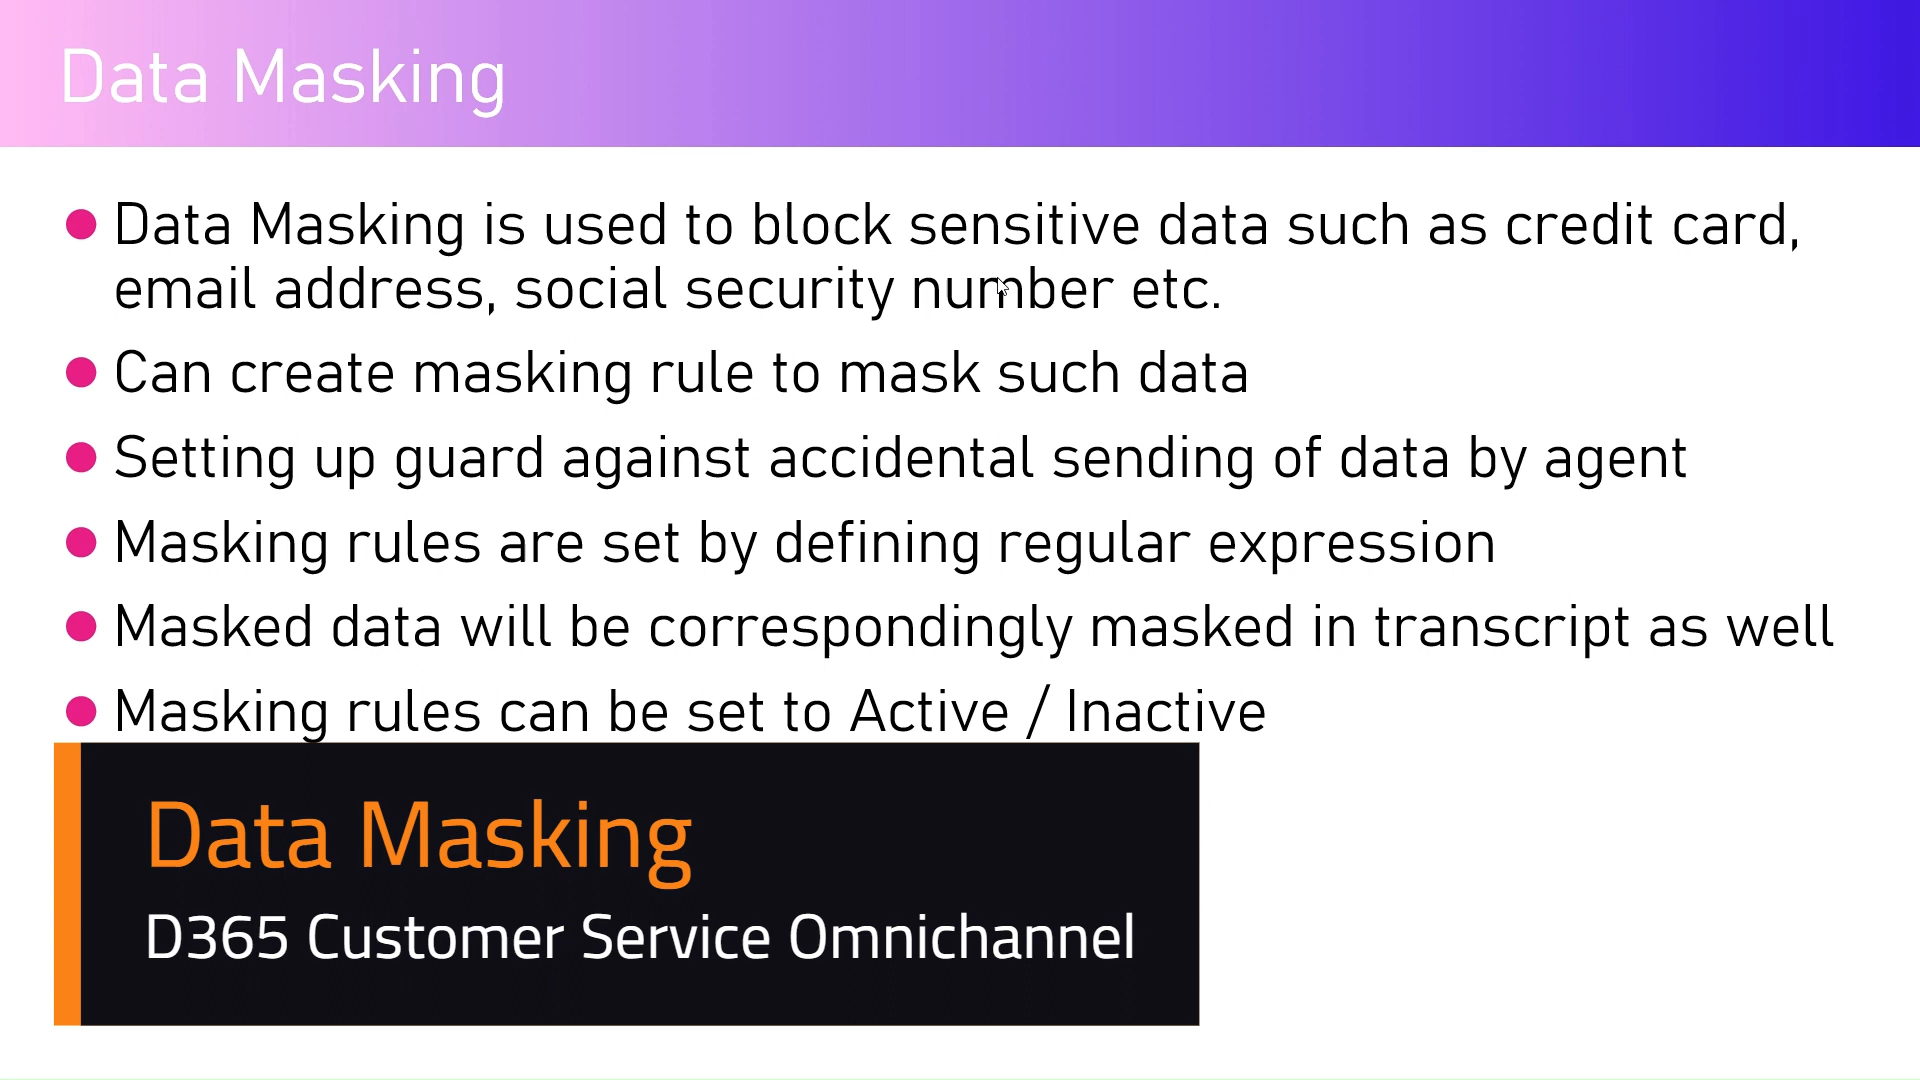 Data Masking
Data Masking is used to block sensitive data such as credit card,
email address, social security number etc.
Can create masking rule to mask such data
Setting up guard against accidental sending of data by agent
Masking rules are set by defining regular expression
Masked data will be correspondingly masked in transcript as well
Masking rules can be set to Active / Inactive
Data Masking
D365 Customer Service Omnichannel